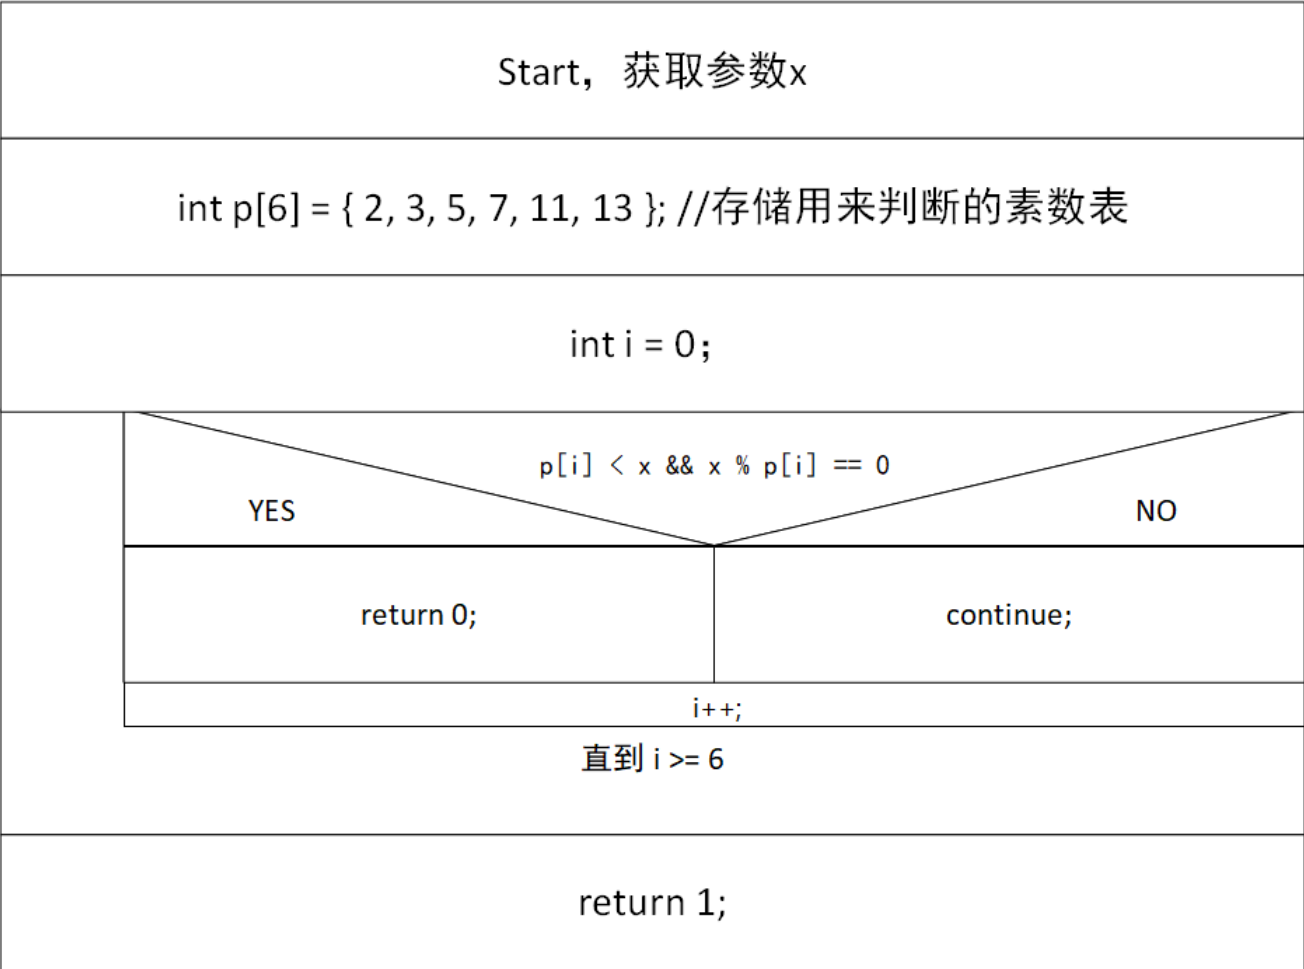 Start，获取参数x
int p[6] = { 2, 3, 5, 7, 11, 13 }; //存储用来判断的素数表
int i = 0；
p[i] < x && x % p[i] == 0
YES
NO
return 0;
continue;
i++;
直到 i >= 6
return 1;